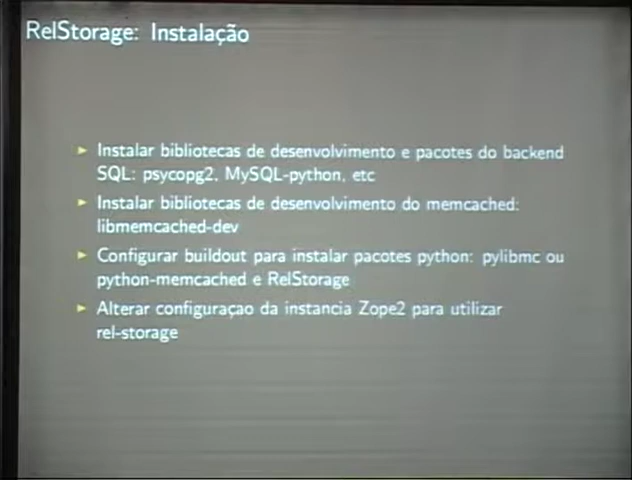 RelStorage: Instalação
Instalar bibliotecas de desenvolvimento e pacotes do backend
SQL: psycopg2, MySQL-python, etc
Instalar bibliotecas de desenvolvimento do memcached:
libmemcached-dev
Configurar buildout para instalar pacotes python: pylibmc ou
python-memcached e RelStorage
Alterar configuraçao da instancia Zope2 para utilizar
rel-storage